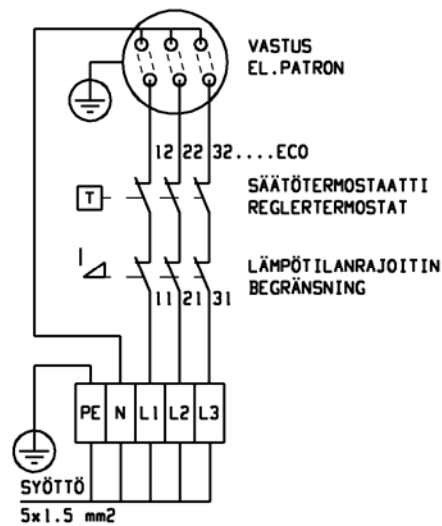 VASTUS
EL.PATRON
12 22 32....ECO
T
SÄÄTÖTERMOSTAATTI
REGLERTERMOSTAT
LÄMPÖTILANRAJOITIN
BEGRÄNSNING
11 21 31
PE N L1 L2 L3
SYÖTTÖ
5x1.5 mm2